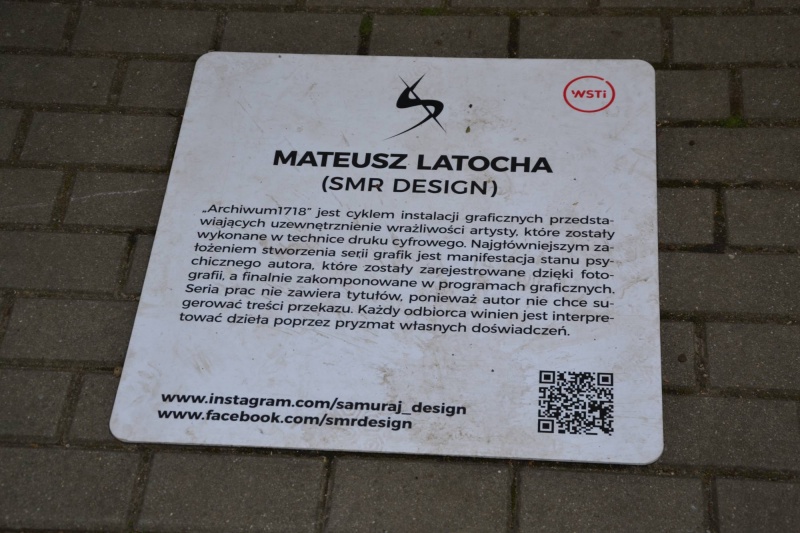 WSTi
MATEUSZ LATOCHA
(SMR DESIGN)
„Archiwum1718” jest cyklem instalacji graficznych przedsta-
wiających uzewnętrznienie wrażliwości artysty, które zostały
wykonane w technice druku cyfrowego. Najgłówniejszym za-
łożeniem stworzenia serii grafik jest manifestacja stanu psy-
chicznego autora, które zostały zarejestrowane dzięki foto-
grafii, a finalnie zakomponowane w programach graficznych.
Seria prac nie zawiera tytułów, ponieważ autor nie chce su-
gerować treści przekazu. Każdy odbiorca winien jest interpre-
tować dzieła poprzez pryzmat własnych doświadczeń.
www.instagram.com/samuraj_design
www.facebook.com/smrdesign